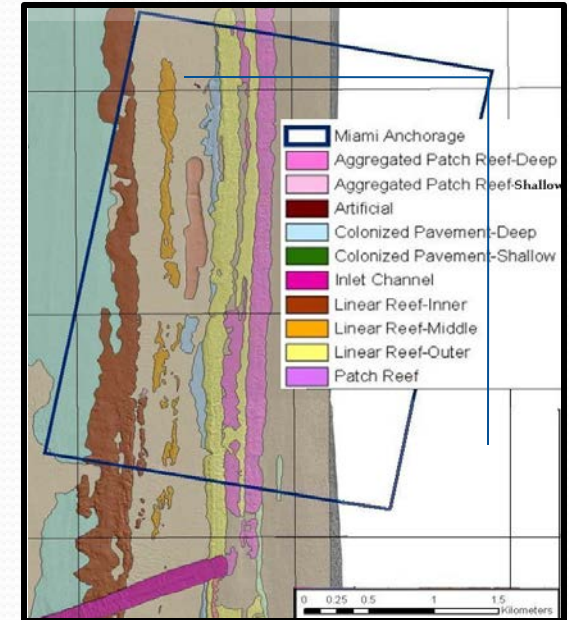 Miami Anchorage
Aggregated Patch Reef-Deep
Aggregated Patch Reef-Shallow
Artificial
Colonized Pavement-Deep
Colonized Pavement-Shallow
Inlet Channel
Linear Reef-Inner
Linear Reef-Middle
Linear Reef-Outer
Patch Reef
0 0.25 0.5 1 1.5
Kilometers